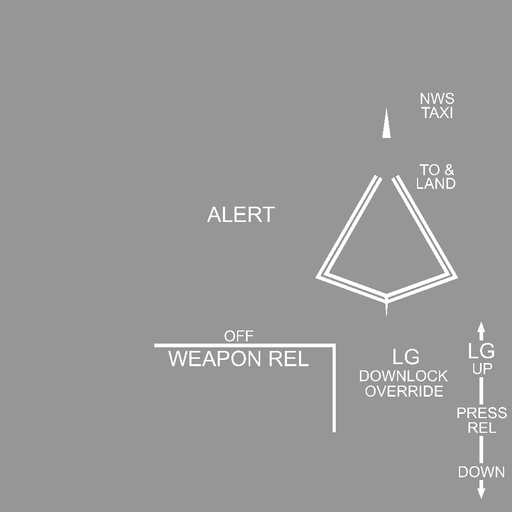 NWS
TAXI
TO &
LAND
ALERT
OFF
WEAPON REL
LG
DOWNLOCK
OVERRIDE
LG
UP
PRESS
REL
DOWN